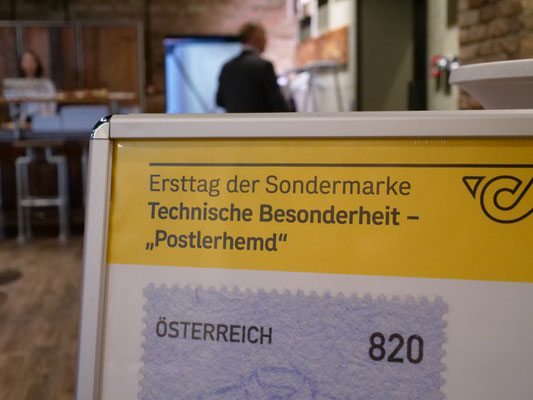 Ersttag der Sondermarke
Technische Besonderheit –
„Postlerhemd“
ÖSTERREICH 820